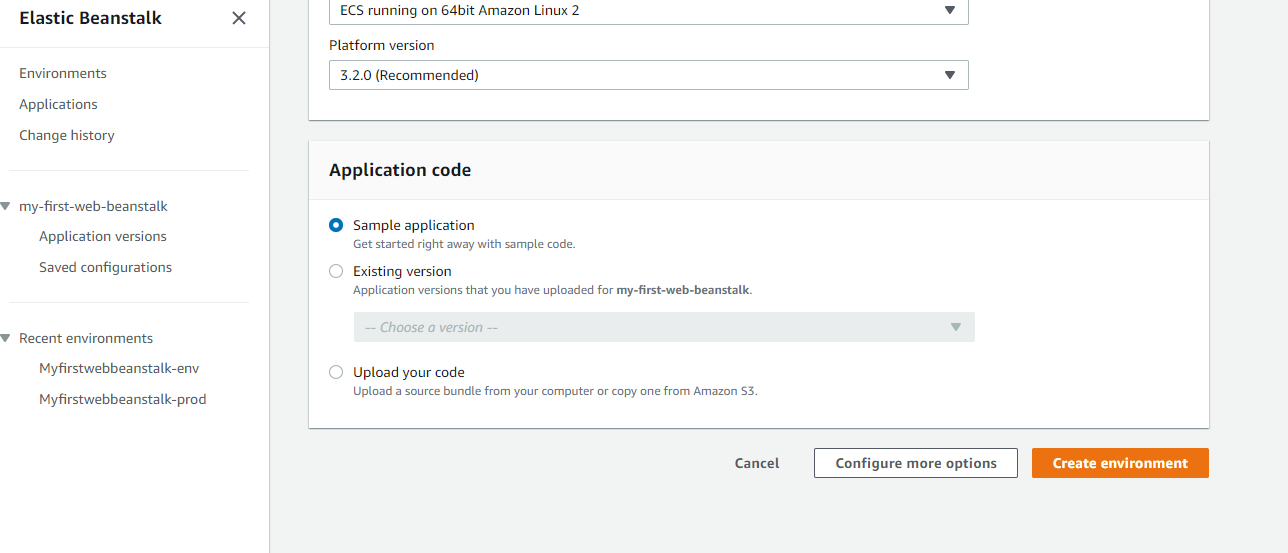 Elastic Beanstalk
Environments
Applications
Change history
my-first-web-beanstalk
Application versions
Saved configurations
Recent environments
Myfirstwebbeanstalk-env
Myfirstwebbeanstalk-prod
ECS running on 64bit Amazon Linux 2
Platform version
3.2.0 (Recommended)
Application code
Sample application
Get started right away with sample code.
Existing version
Application versions that you have uploaded for my-first-web-beanstalk.
-- Choose a version --
Upload your code
Upload a source bundle from your computer or copy one from Amazon S3.
Cancel
Configure more options
Create environment